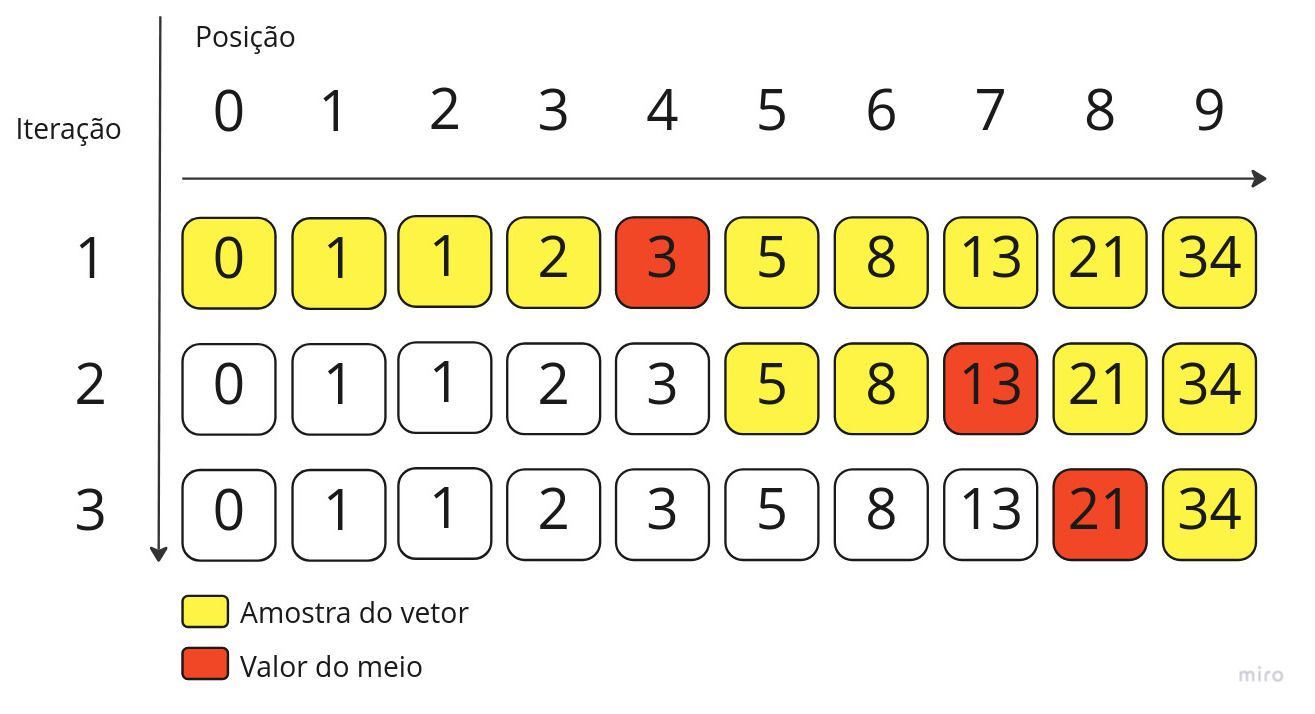 Posição
Iteração
0 1 2 3 4 5 6 7 8 9
1 0 1 1 2 3 5 8 13 21 34
2 0 1 1 2 3 5 8 13 21 34
3 0 1 1 2 3 5 8 13 21 34
Amostra do vetor
Valor do meio
miro